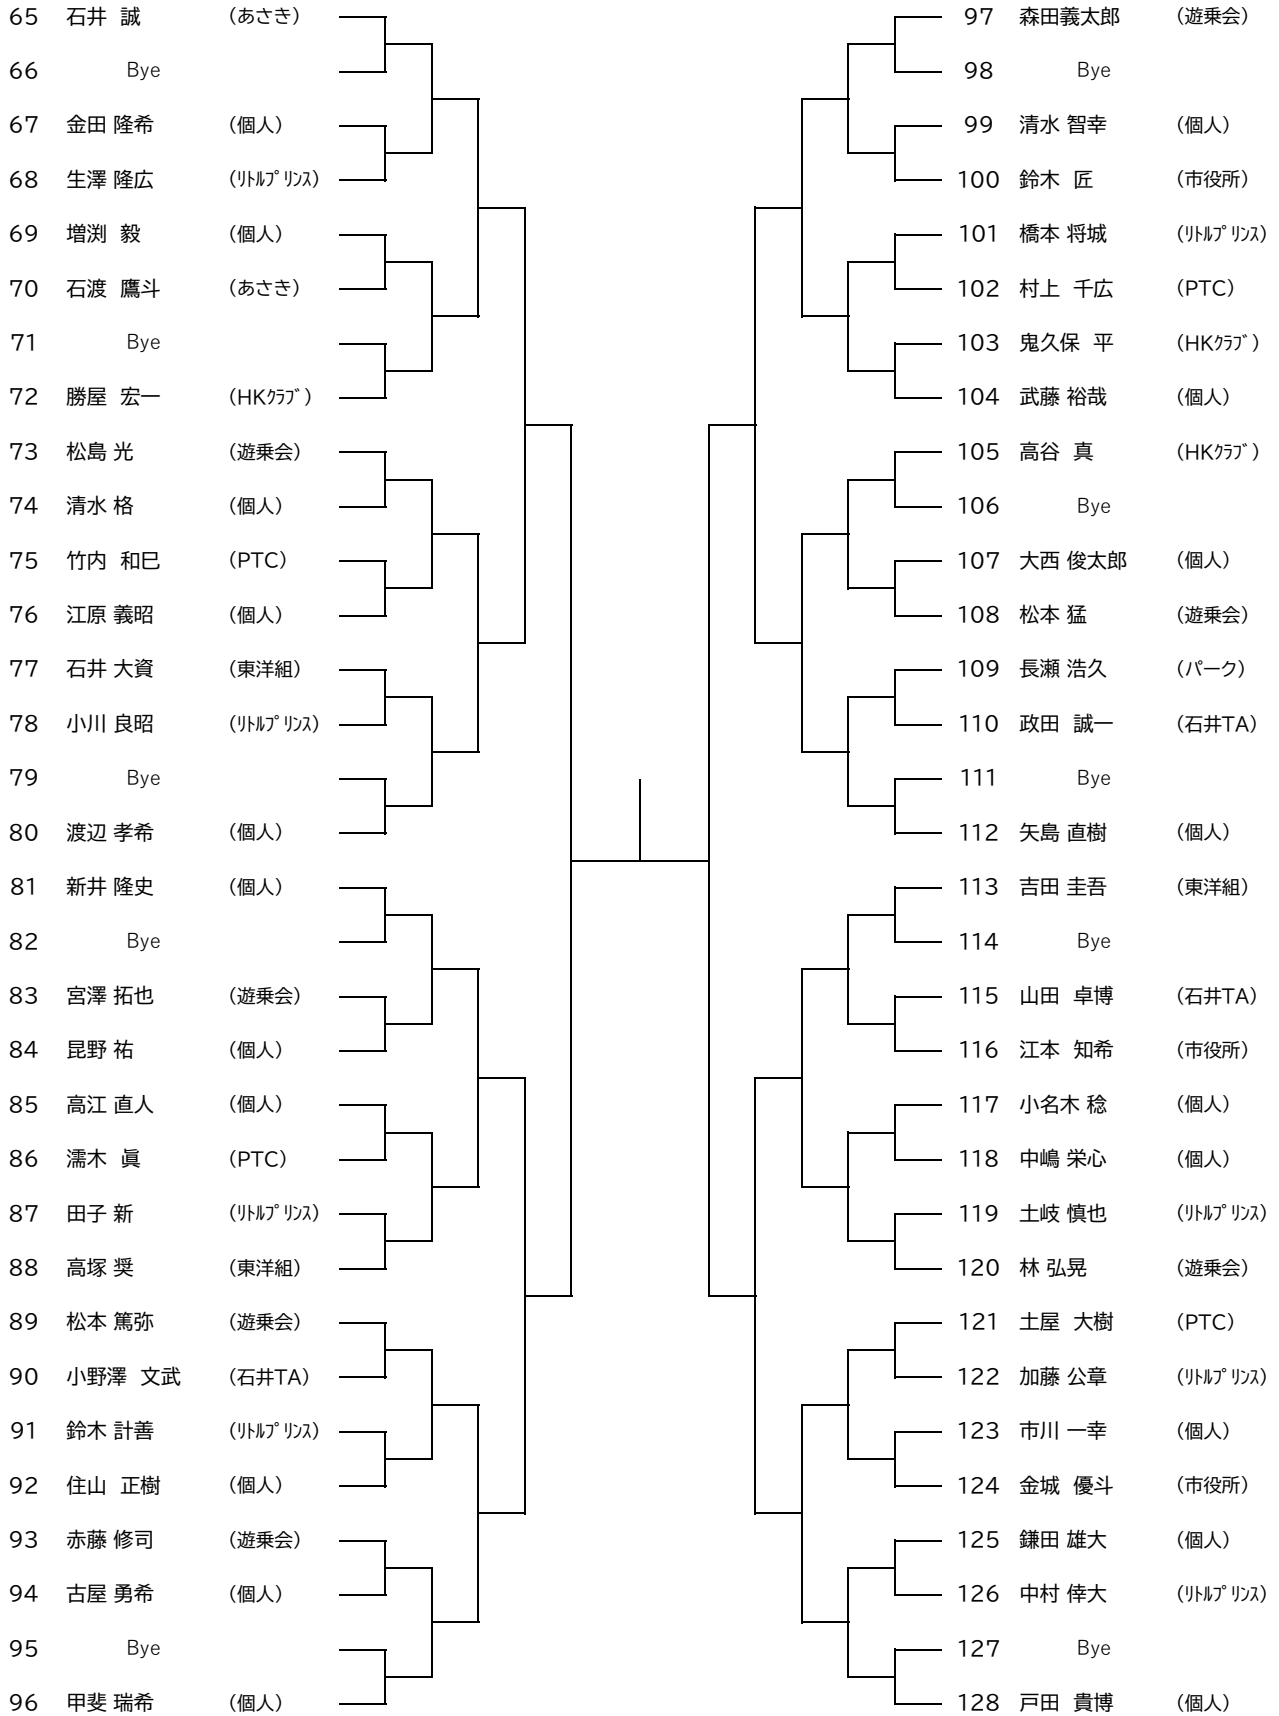 65 石井 誠 (あさき)
66 Bye
67 金田 隆希 (個人)
68 生澤 隆広 (ﾘﾄﾙﾌﾟﾘﾝｽ)
69 増渕 毅 (個人)
70 石渡 鷹斗 (あさき)
71 Bye
72 勝屋 宏一 (HKｸﾗﾌﾞ)
73 松島 光 (遊乗会)
74 清水 格 (個人)
75 竹内 和巳 (PTC)
76 江原 義昭 (個人)
77 石井 大資 (東洋組)
78 小川 良昭 (ﾘﾄﾙﾌﾟﾘﾝｽ)
79 Bye
80 渡辺 孝希 (個人)
81 新井 隆史 (個人)
82 Bye
83 宮澤 拓也 (遊乗会)
84 昆野 祐 (個人)
85 高江 直人 (個人)
86 濡木 眞 (PTC)
87 田子 新 (ﾘﾄﾙﾌﾟﾘﾝｽ)
88 高塚 奨 (東洋組)
89 松本 篤弥 (遊乗会)
90 小野澤 文武 (石井TA)
91 鈴木 計善 (ﾘﾄﾙﾌﾟﾘﾝｽ)
92 住山 正樹 (個人)
93 赤藤 修司 (遊乗会)
94 古屋 勇希 (個人)
95 Bye
96 甲斐 瑞希 (個人)
97 森田義太郎 (遊乗会)
98 Bye
99 清水 智幸 (個人)
100 鈴木 匠 (市役所)
101 橋本 将城 (ﾘﾄﾙﾌﾟﾘﾝｽ)
102 村上 千広 (PTC)
103 鬼久保 平 (HKｸﾗﾌﾞ)
104 武藤 裕哉 (個人)
105 高谷 真 (HKｸﾗﾌﾞ)
106 Bye
107 大西 俊太郎 (個人)
108 松本 猛 (遊乗会)
109 長瀬 浩久 (パーク)
110 政田 誠一 (石井TA)
111 Bye
112 矢島 直樹 (個人)
113 吉田 圭吾 (東洋組)
114 Bye
115 山田 卓博 (石井TA)
116 江本 知希 (市役所)
117 小名木 稔 (個人)
118 中嶋 栄心 (個人)
119 土岐 慎也 (ﾘﾄﾙﾌﾟﾘﾝｽ)
120 林 弘晃 (遊乗会)
121 土屋 大樹 (PTC)
122 加藤 公章 (ﾘﾄﾙﾌﾟﾘﾝｽ)
123 市川 一幸 (個人)
124 金城 優斗 (市役所)
125 鎌田 雄大 (個人)
126 中村 倖大 (ﾘﾄﾙﾌﾟﾘﾝｽ)
127 Bye
128 戸田 貴博 (個人)